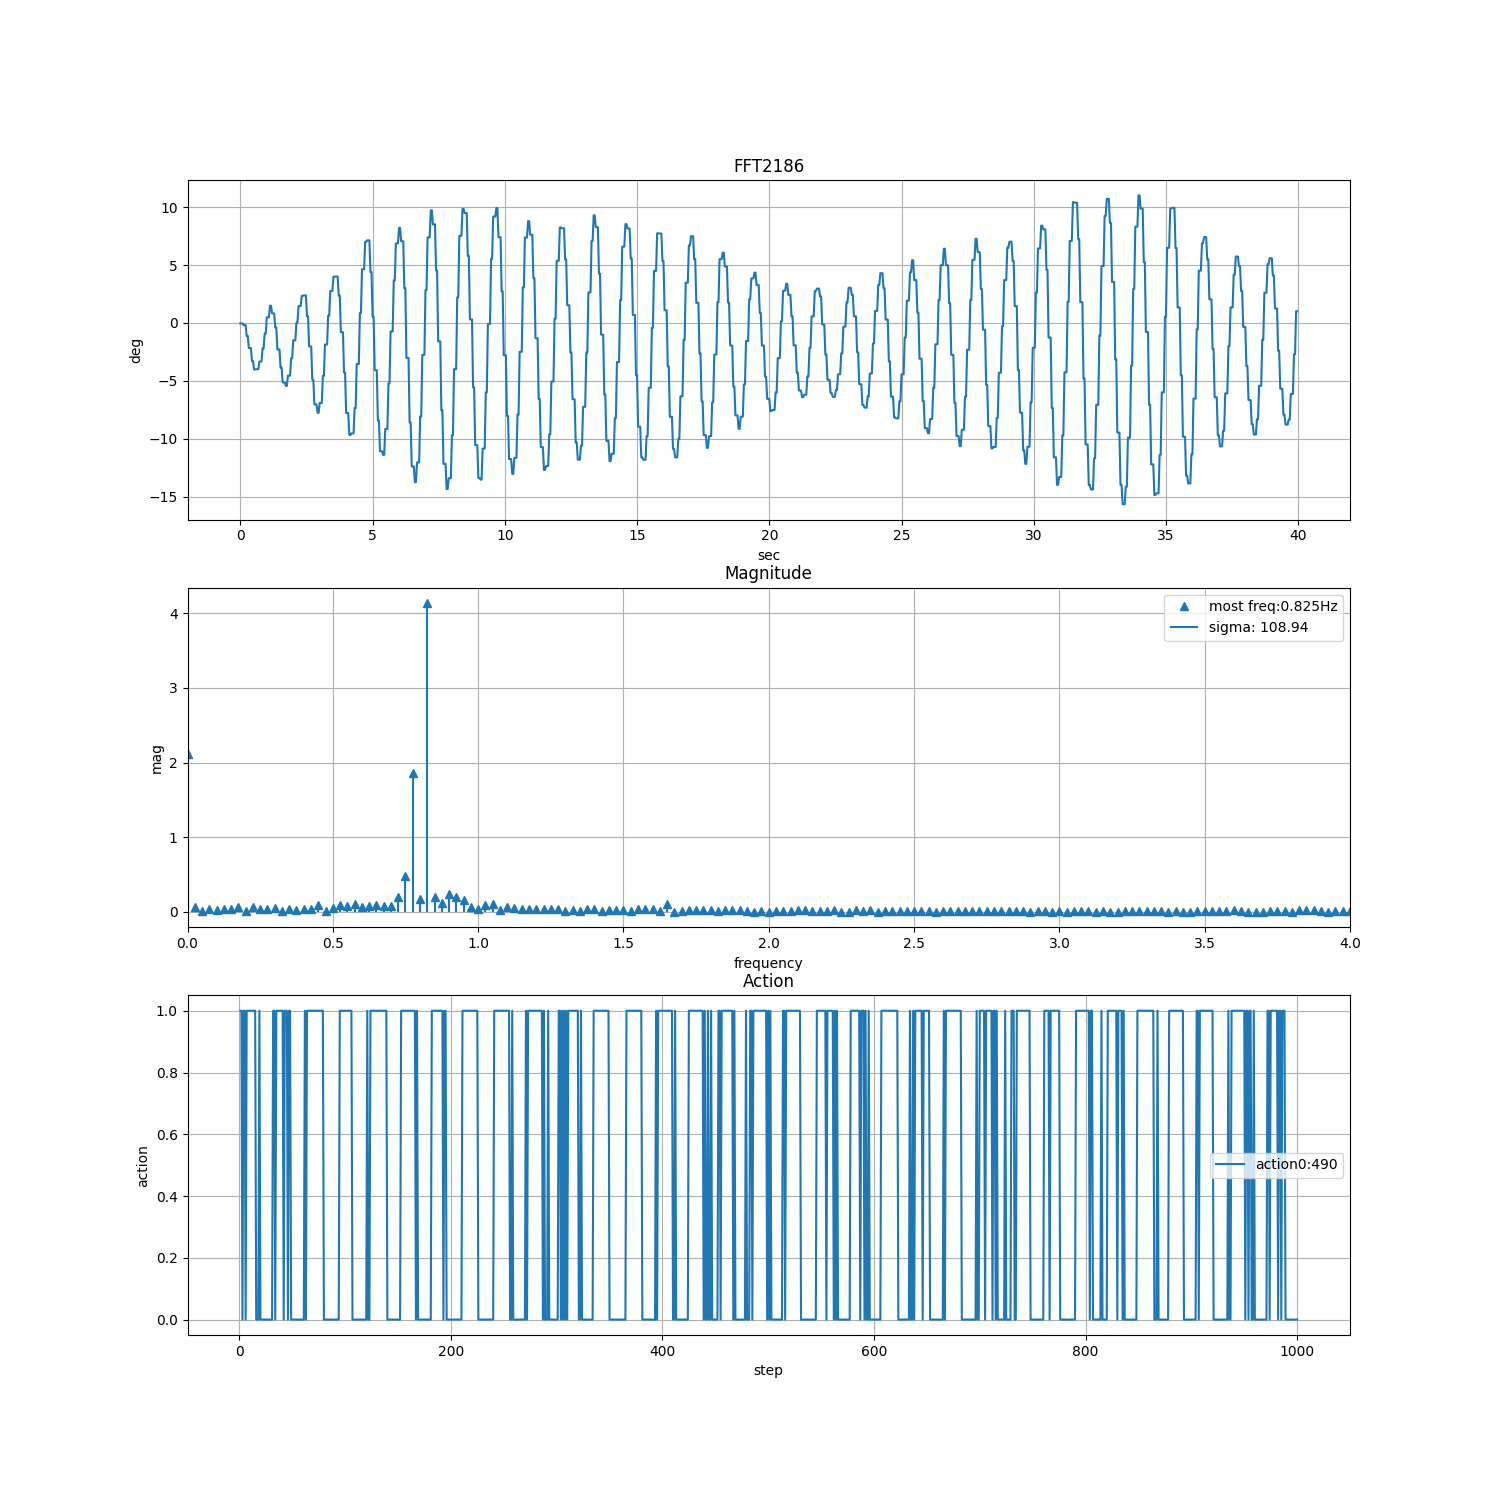 FFT2186
10
5
0
−5
−10
−15
deg
0 5 10 15 20 25 30 35 40
sec
Magnitude
4
3
2
1
0
mag
most freq:0.825Hz
sigma: 108.94
0.0 0.5 1.0 1.5 2.0 2.5 3.0 3.5 4.0
frequency
Action
1.0
0.8
0.6
0.4
0.2
0.0
action
action0:490
0 200 400 600 800 1000
step